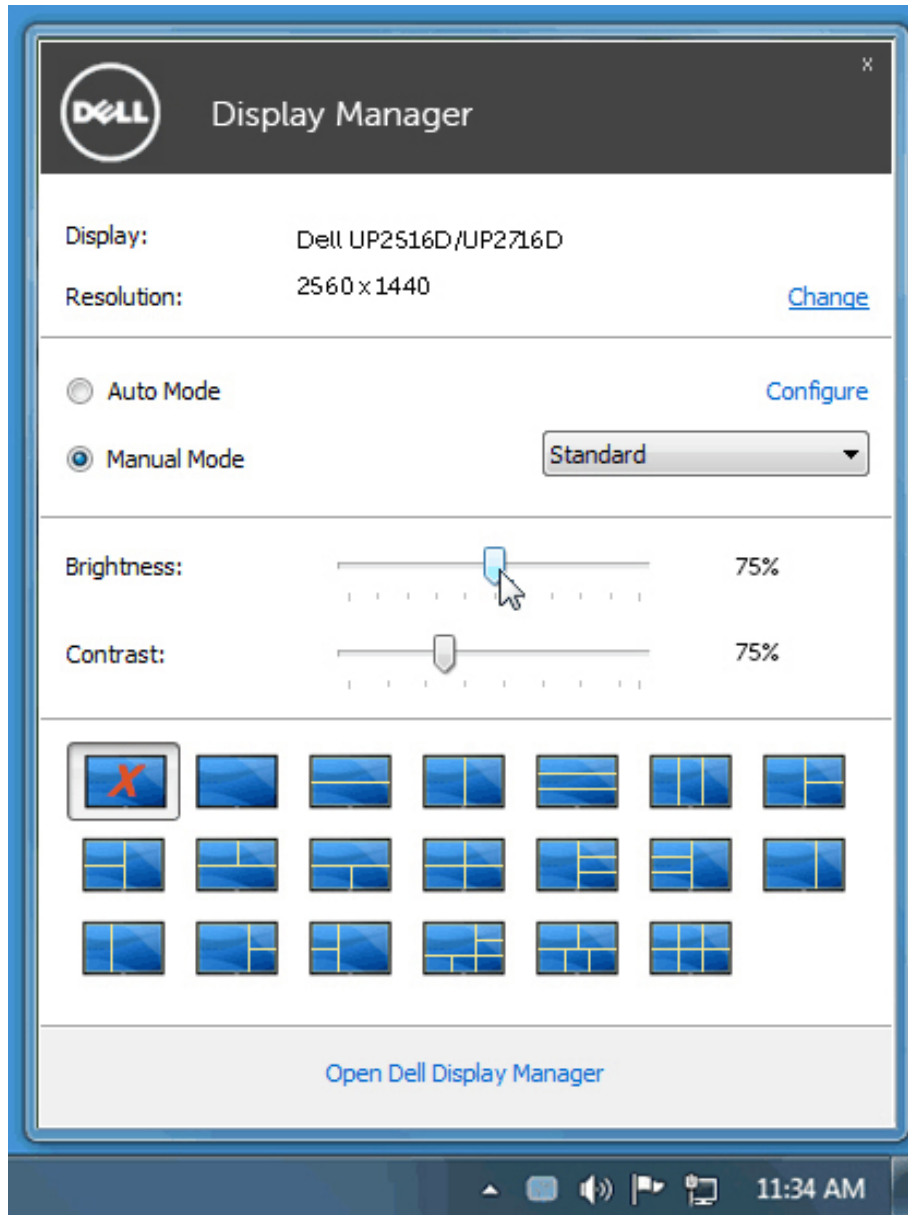 x
DELL Display Manager
Display: Dell UP2516D/UP2716D
Resolution: 2560 x 1440 Change
Auto Mode Configure
Manual Mode Standard
Brightness: 75%
Contrast: 75%
X
Open Dell Display Manager
11:34 AM